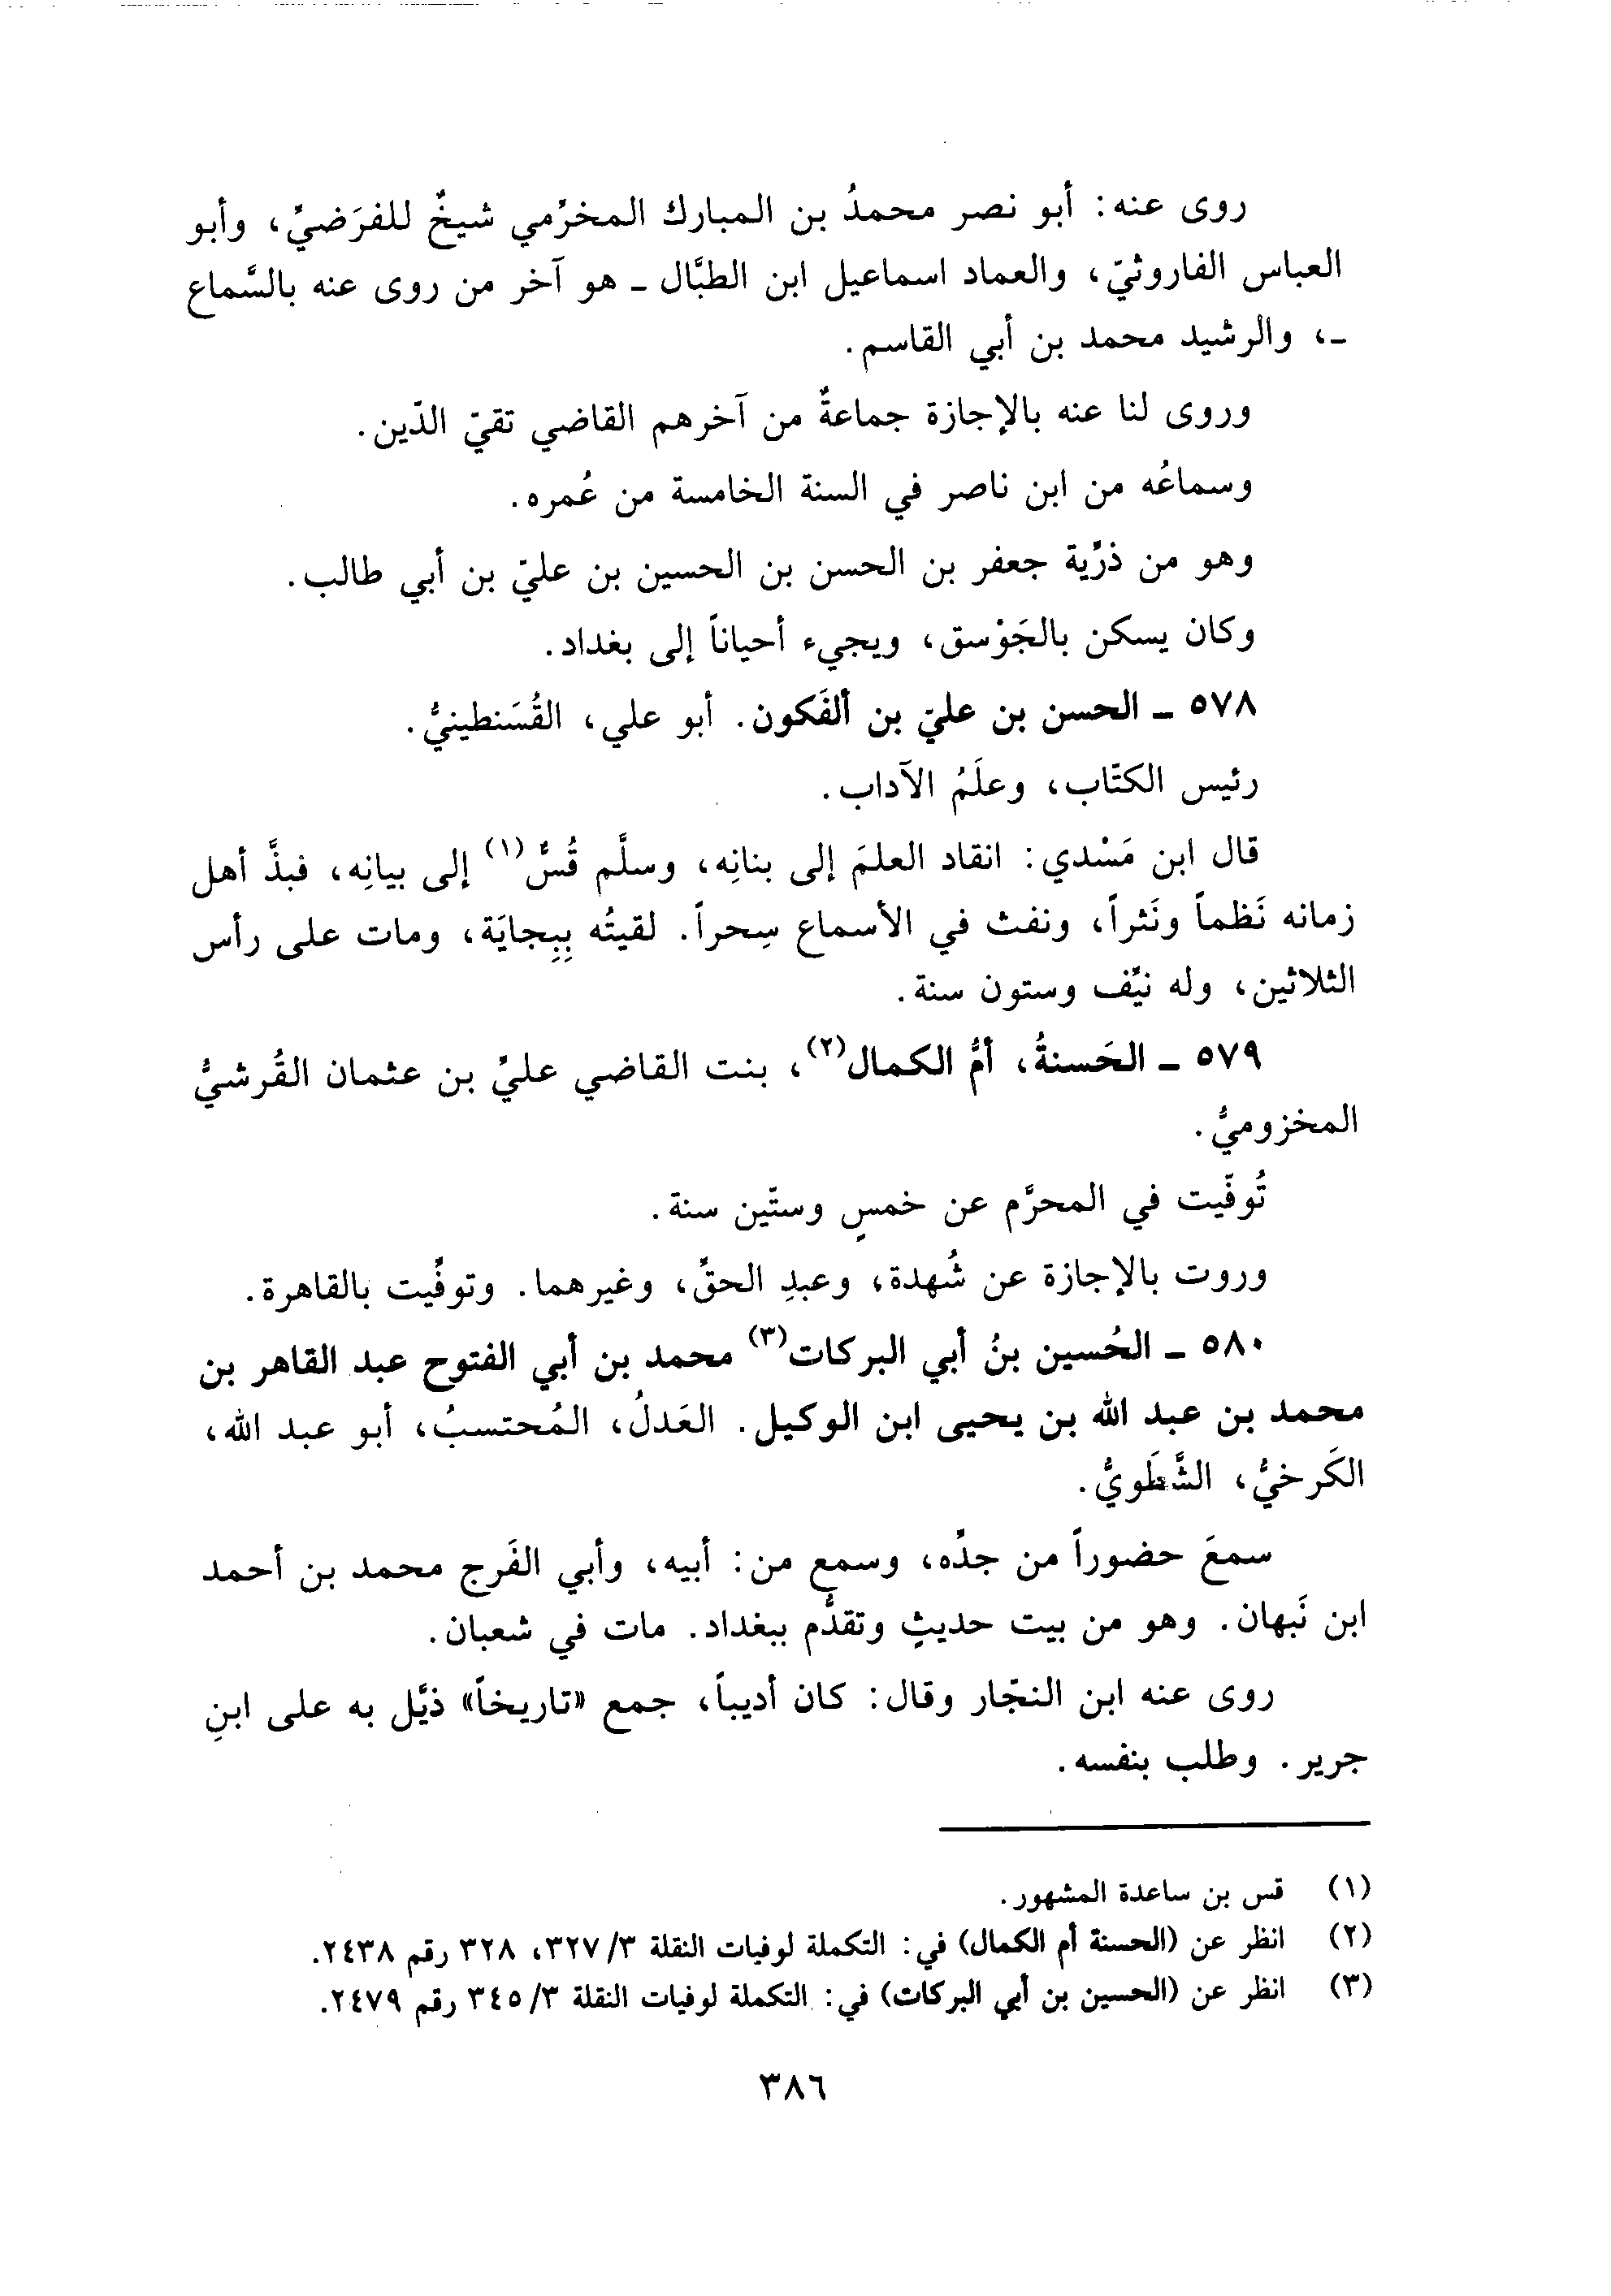 روى عنه: أبو نصر محمدُ بن المبارك المخرِّمي شيخٌ للفرَضيِّ، وأبو
العباس الفاروثيّ، والعماد اسماعيل ابن الطبَّال ـ هو آخر من روى عنه بالسَّماع
ـ، والرشيد محمد بن أبي القاسم.
وروى لنا عنه بالإجازة جماعةٌ من آخرهم القاضي تقيّ الدّين.
وسماعُه من ابن ناصر في السنة الخامسة من عُمره.
وهو من ذرِّية جعفر بن الحسن بن الحسين بن عليّ بن أبي طالب.
وكان يسكن بالجَوْسق، ويجيء أحياناً إلى بغداد.
٥٧٨ ـ الحسن بن عليّ بن ألفَكون. أبو علي، القُسَنطينيُّ.
رئيس الكتّاب، وعلَمُ الآداب.
قال ابن مَسْدي: انقاد العلمَ إلى بنانِه، وسلَّم قُسٌّ(١) إلى بيانِه، فبذَّ أهل
زمانه نَظماً ونَثراً، ونفث في الأسماع سِحراً. لقيتُه بِبِجايَة، ومات على رأس
الثلاثين، وله نيِّف وستون سنة.
٥٧٩ ـ الحَسنةُ، أمُّ الكمال(٢)، بنت القاضي عليِّ بن عثمان القُرشيُّ
المخزوميُّ.
تُوفّيت في المحرَّم عن خمسٍ وستّين سنة.
وروت بالإجازة عن شُهدة، وعبدِ الحقِّ، وغيرهما. وتوفِّيت بالقاهرة.
٥٨٠ ـ الحُسين بنُ أبي البركات(٣) محمد بن أبي الفتوح عبد القاهر بن
محمد بن عبد الله بن يحيى ابن الوكيل. العَدلُ، المُحتسبُ، أبو عبد الله،
الكَرخيُّ، الشَّطَويُّ.
سمعَ حضوراً من جدِّه، وسمع من: أبيه، وأبي الفَرج محمد بن أحمد
ابن نَبهان. وهو من بيت حديثٍ وتقدُّم ببغداد. مات في شعبان.
روى عنه ابن النجّار وقال: كان أديباً، جمع «تاريخاً» ذيَّل به على ابنِ
جرير. وطلب بنفسه.
(١) قس بن ساعدة المشهور.
(٢) انظر عن (الحسنة أم الكمال) في: التكملة لوفيات النقلة ٣/ ٣٢٧، ٣٢٨ رقم ٢٤٣٨.
(٣) انظر عن (الحسين بن أبي البركات) في: التكملة لوفيات النقلة ٣/ ٣٤٥ رقم ٢٤٧٩.
٣٨٦